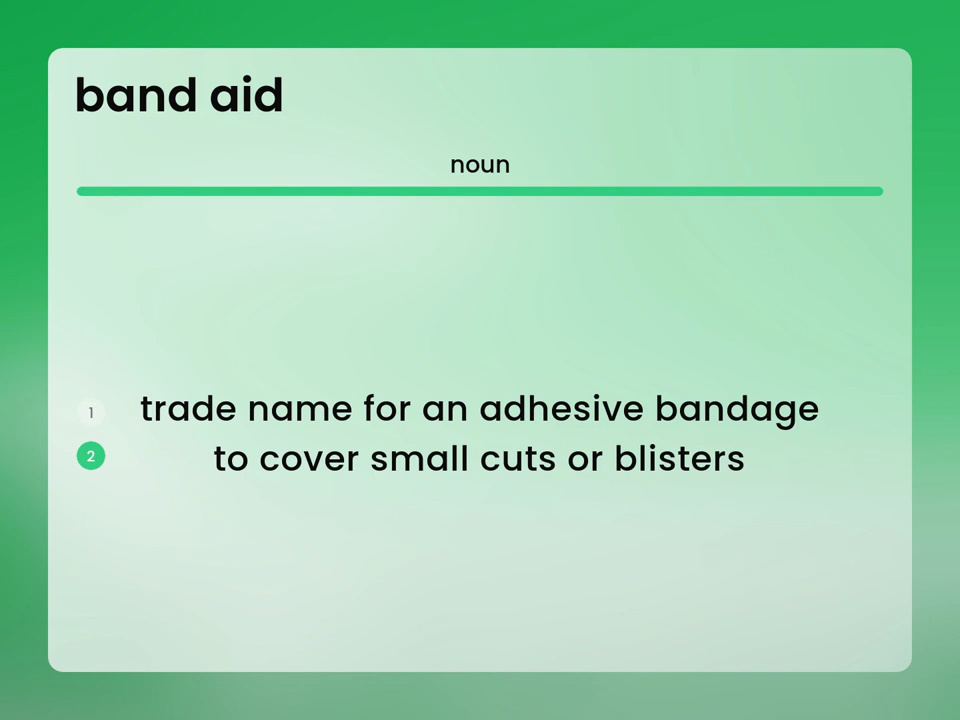 band aid
noun
1
trade name for an adhesive bandage
2
to cover small cuts or blisters